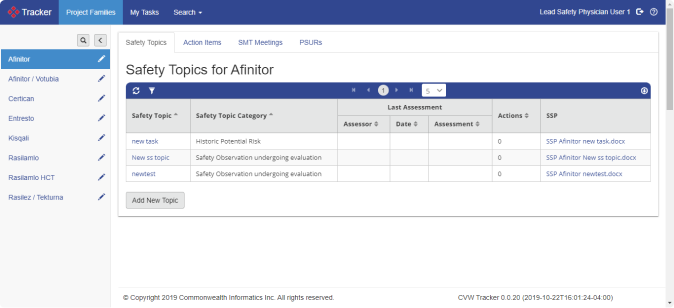 Tracker Project Families My Tasks Search Lead Safety Physician User 1
Afinitor
Afinitor / Votubia
Certican
Entresto
Kisqali
Rasilamlo
Rasilamlo HCT
Rasilez / Tekturna
Safety Topics Action Items SMT Meetings PSURs
Safety Topics for Afinitor
1 5
Last Assessment
Safety Topic Safety Topic Category Assessor Date Assessment Actions SSP
new task Historic Potential Risk 0 SSP Afinitor new task.docx
New ss topic Safety Observation undergoing evaluation 0 SSP Afinitor New ss topic.docx
newtest Safety Observation undergoing evaluation 0 SSP Afinitor newtest.docx
Add New Topic
© Copyright 2019 Commonwealth Informatics Inc. All rights reserved. CVW Tracker 0.0.20 (2019-10-22T16:01:24-04:00)